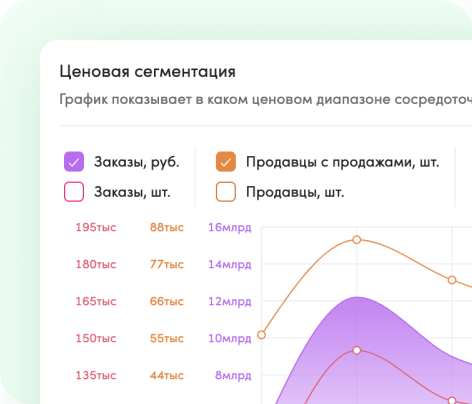 Ценовая сегментация
График показывает в каком ценовом диапазоне
Заказы, руб. Продавцы с продажами, шт.
Заказы, шт. Продавцы, шт.
195тыс 88тыс 16млрд
180тыс 77тыс 14млрд
165тыс 66тыс 12млрд
150тыс 55тыс 10млрд
135тыс 44тыс 8млрд